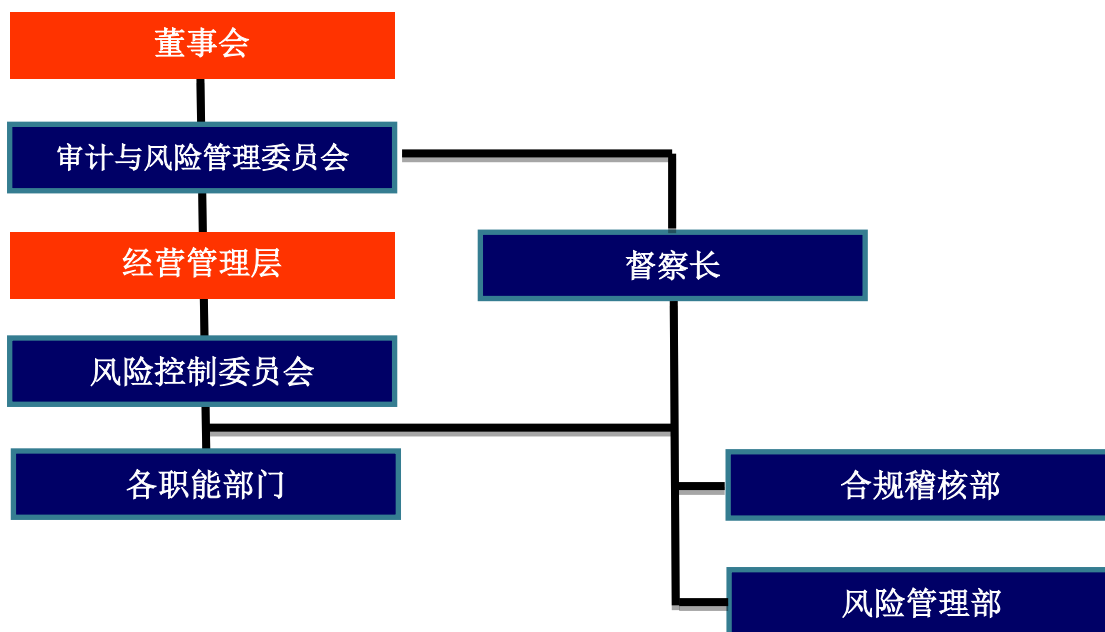 董事会
审计与风险管理委员会
经营管理层
督察长
风险控制委员会
各职能部门
合规稽核部
风险管理部